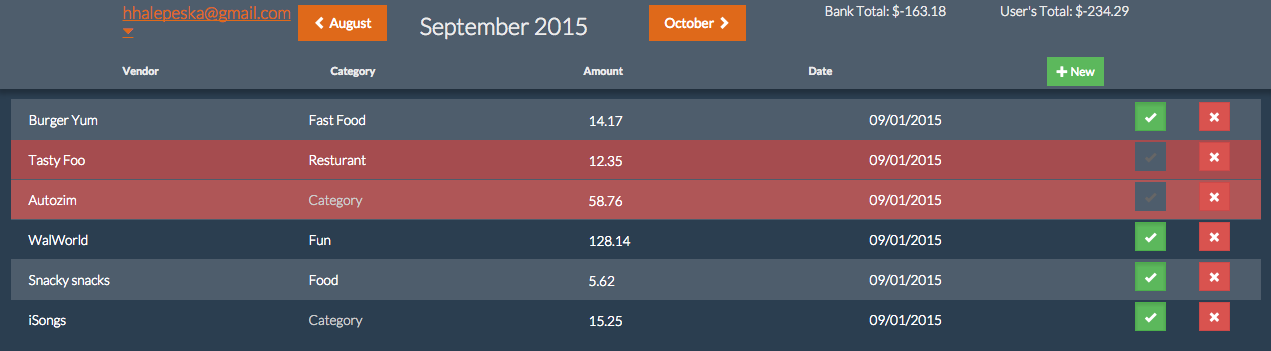 hhalepeska@gmail.com August September 2015 October Bank Total: $-163.18 User's Total: $-234.29
Vendor Category Amount Date New
Burger Yum Fast Food 14.17 09/01/2015
Tasty Foo Resturant 12.35 09/01/2015
Autozim Category 58.76 09/01/2015
WalWorld Fun 128.14 09/01/2015
Snacky snacks Food 5.62 09/01/2015
iSongs Category 15.25 09/01/2015